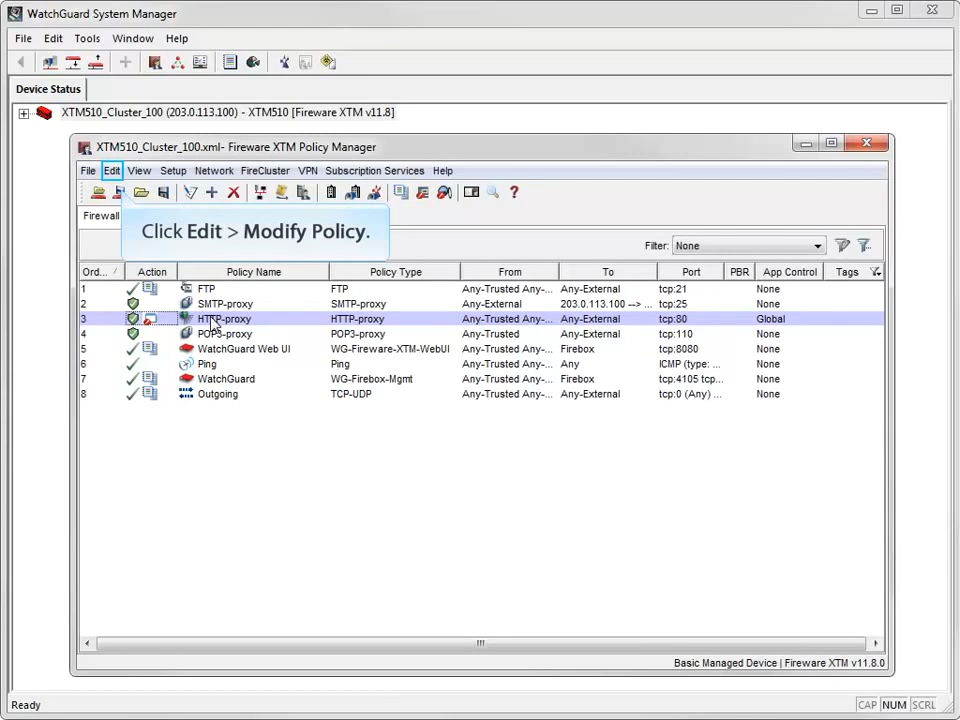 WatchGuard System Manager
File Edit Tools Window Help
Device Status
XTM510_Cluster_100 (203.0.113.100) - XTM510 [Fireware XTM v11.8]
XTM510_Cluster_100.xml- Fireware XTM Policy Manager
File Edit View Setup Network FireCluster VPN Subscription Services Help
Firewall
Click Edit > Modify Policy.
Filter: None
Ord... Action Policy Name Policy Type From To Port PBR App Control Tags
1 FTP FTP Any-Trusted Any-... Any-External tcp:21 None
2 SMTP-proxy SMTP-proxy Any-External 203.0.113.100 --> ... tcp:25 None
3 HTTP-proxy HTTP-proxy Any-Trusted Any-... Any-External tcp:80 Global
4 POP3-proxy POP3-proxy Any-Trusted Any-External tcp:110 None
5 WatchGuard Web UI WG-Fireware-XTM-WebUI Any-Trusted Any-... Firebox tcp:8080 None
6 Ping Ping Any-Trusted Any-... Any ICMP (type: ... None
7 WatchGuard WG-Firebox-Mgmt Any-Trusted Any-... Firebox tcp:4105 tcp... None
8 Outgoing TCP-UDP Any-Trusted Any-... Any-External tcp:0 (Any) ... None
Basic Managed Device | Fireware XTM v11.8.0
Ready CAP NUM SCRL